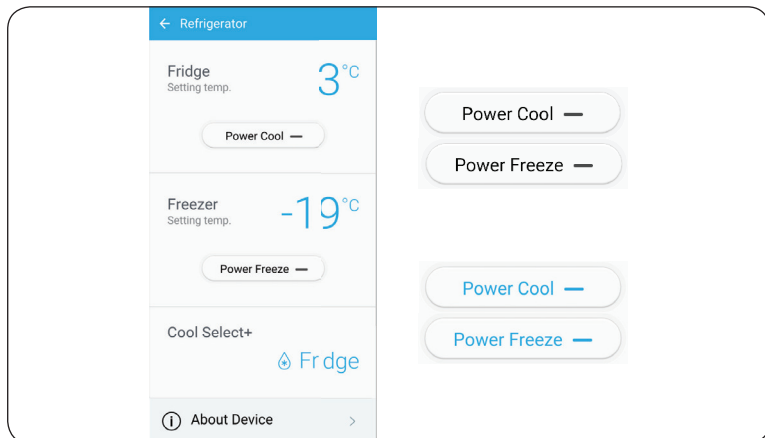 Refrigerator
Fridge
Setting temp.
3°C
Power Cool
Freezer
Setting temp.
-19°C
Power Freeze
Cool Select+
Fr dge
About Device
Power Cool
Power Freeze
Power Cool
Power Freeze